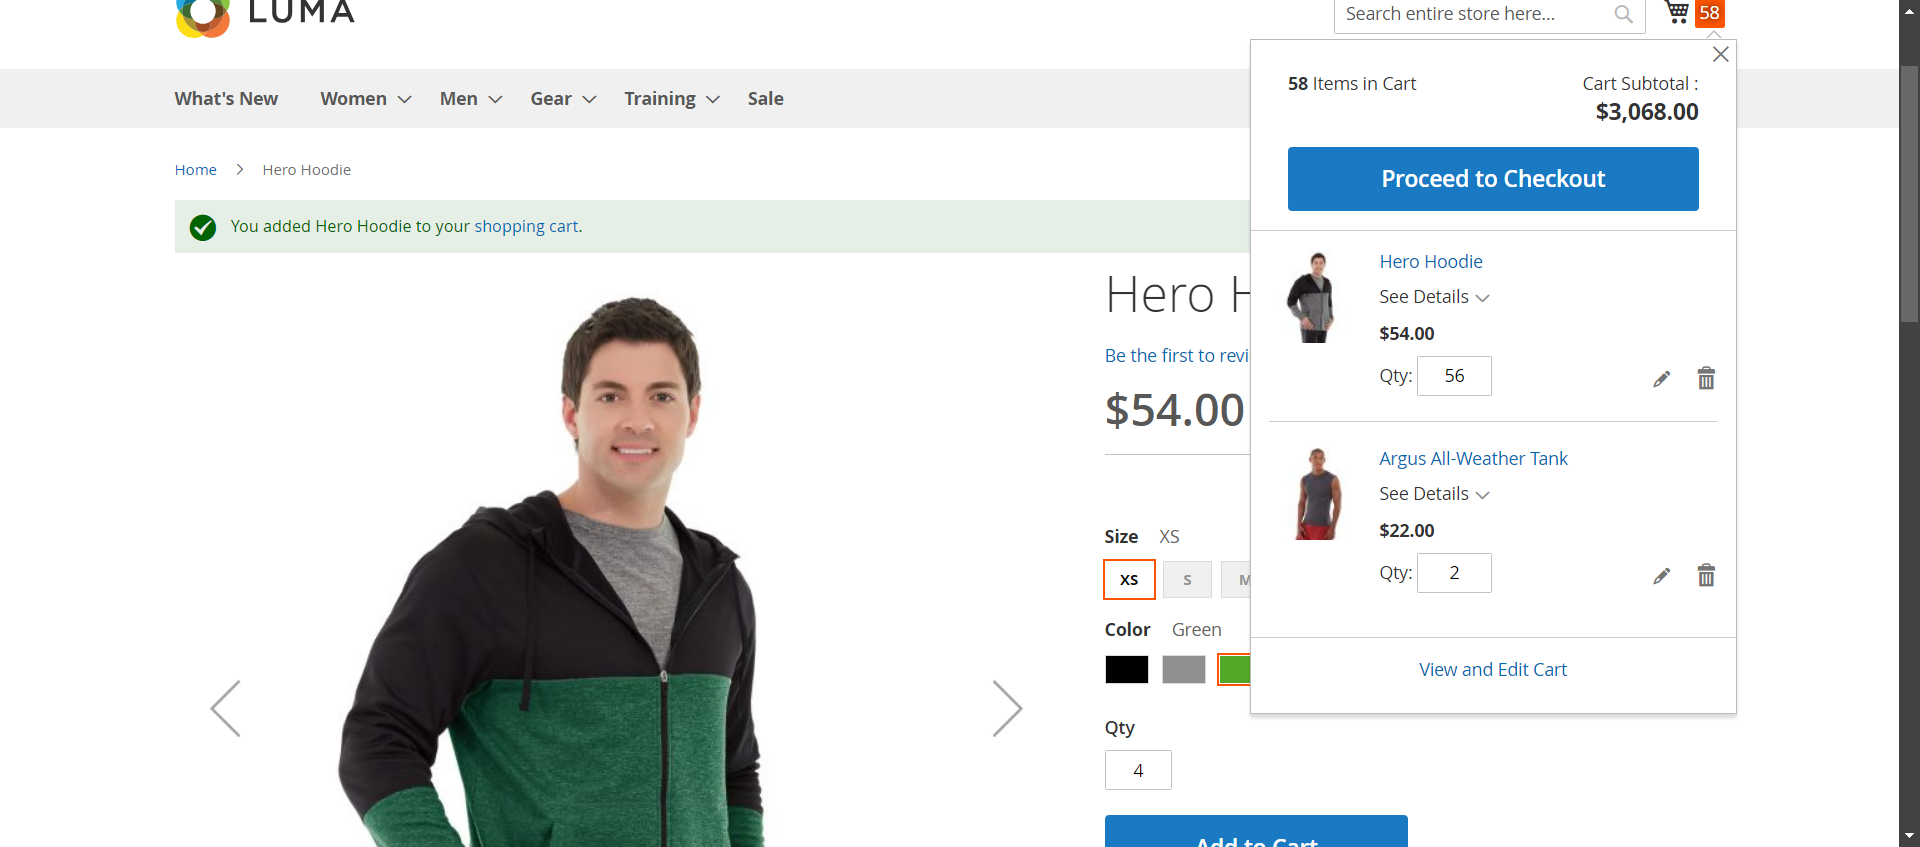 LUMA
Search entire store here...
58
What's New
Women
Men
Gear
Training
Sale
58 Items in Cart
Cart Subtotal :
$3,068.00
Proceed to Checkout
Home
Hero Hoodie
You added Hero Hoodie to your shopping cart.
Hero Hoodie
See Details
$54.00
Qty: 56
Argus All-Weather Tank
See Details
$22.00
Qty: 2
View and Edit Cart
Hero H
Be the first to revi
$54.00
Size XS
XS
S
M
Color Green
Qty
4
Add to Cart